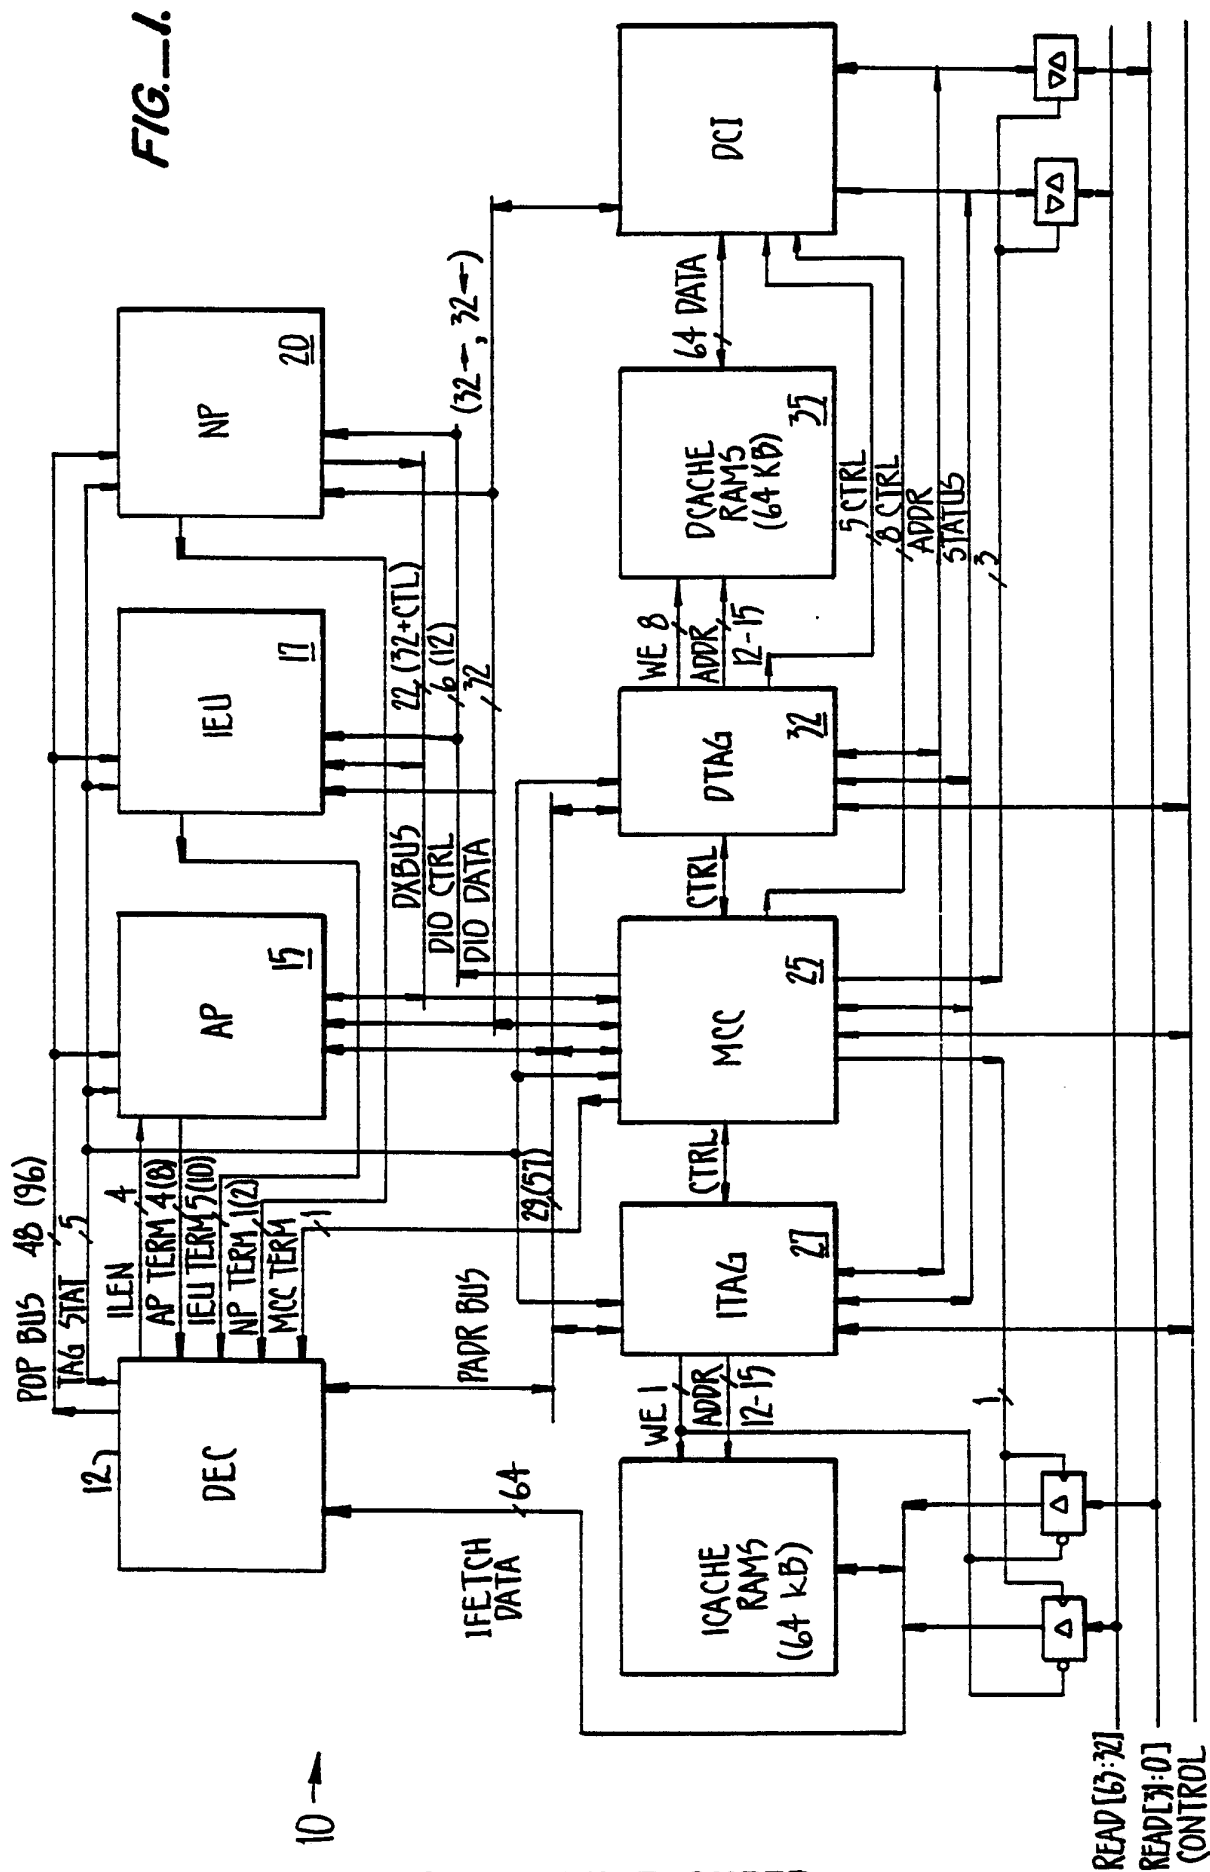 FIG._1.
10
POP BUS 48 (96)
TAG STAT 5
12
DEC
ILEN 4
AP TERM 4(8)
IEU TERM 5(10)
NP TERM 1(2)
MCC TERM 1
AP
15
IEU
17
NP
20
DXBUS 22 (32+CTL)
DIO CTRL 6 (12)
DIO DATA 32
(32→, 32←)
IFETCH
DATA
64
PADR BUS
29(57)
ICACHE
RAMS
(64 KB)
WE 1
ADDR
12-15
ITAG
27
CTRL
MCC
25
CTRL
DTAG
32
WE 8
ADDR
12-15
DCACHE
RAMS
(64 KB)
35
64 DATA
DCI
5 CTRL
8 CTRL
ADDR
STATUS
3
1
READ[63:32]
READ[31:0]
CONTROL